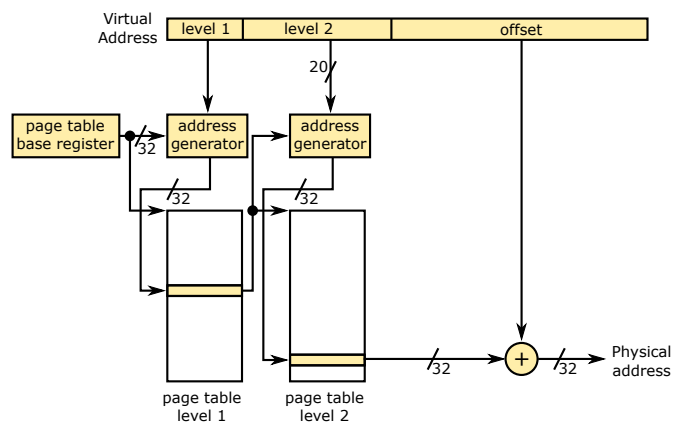 Virtual
Address
level 1
level 2
offset
20
page table
base register
32
address
generator
address
generator
32
32
32
32
Physical
address
page table
level 1
page table
level 2
+